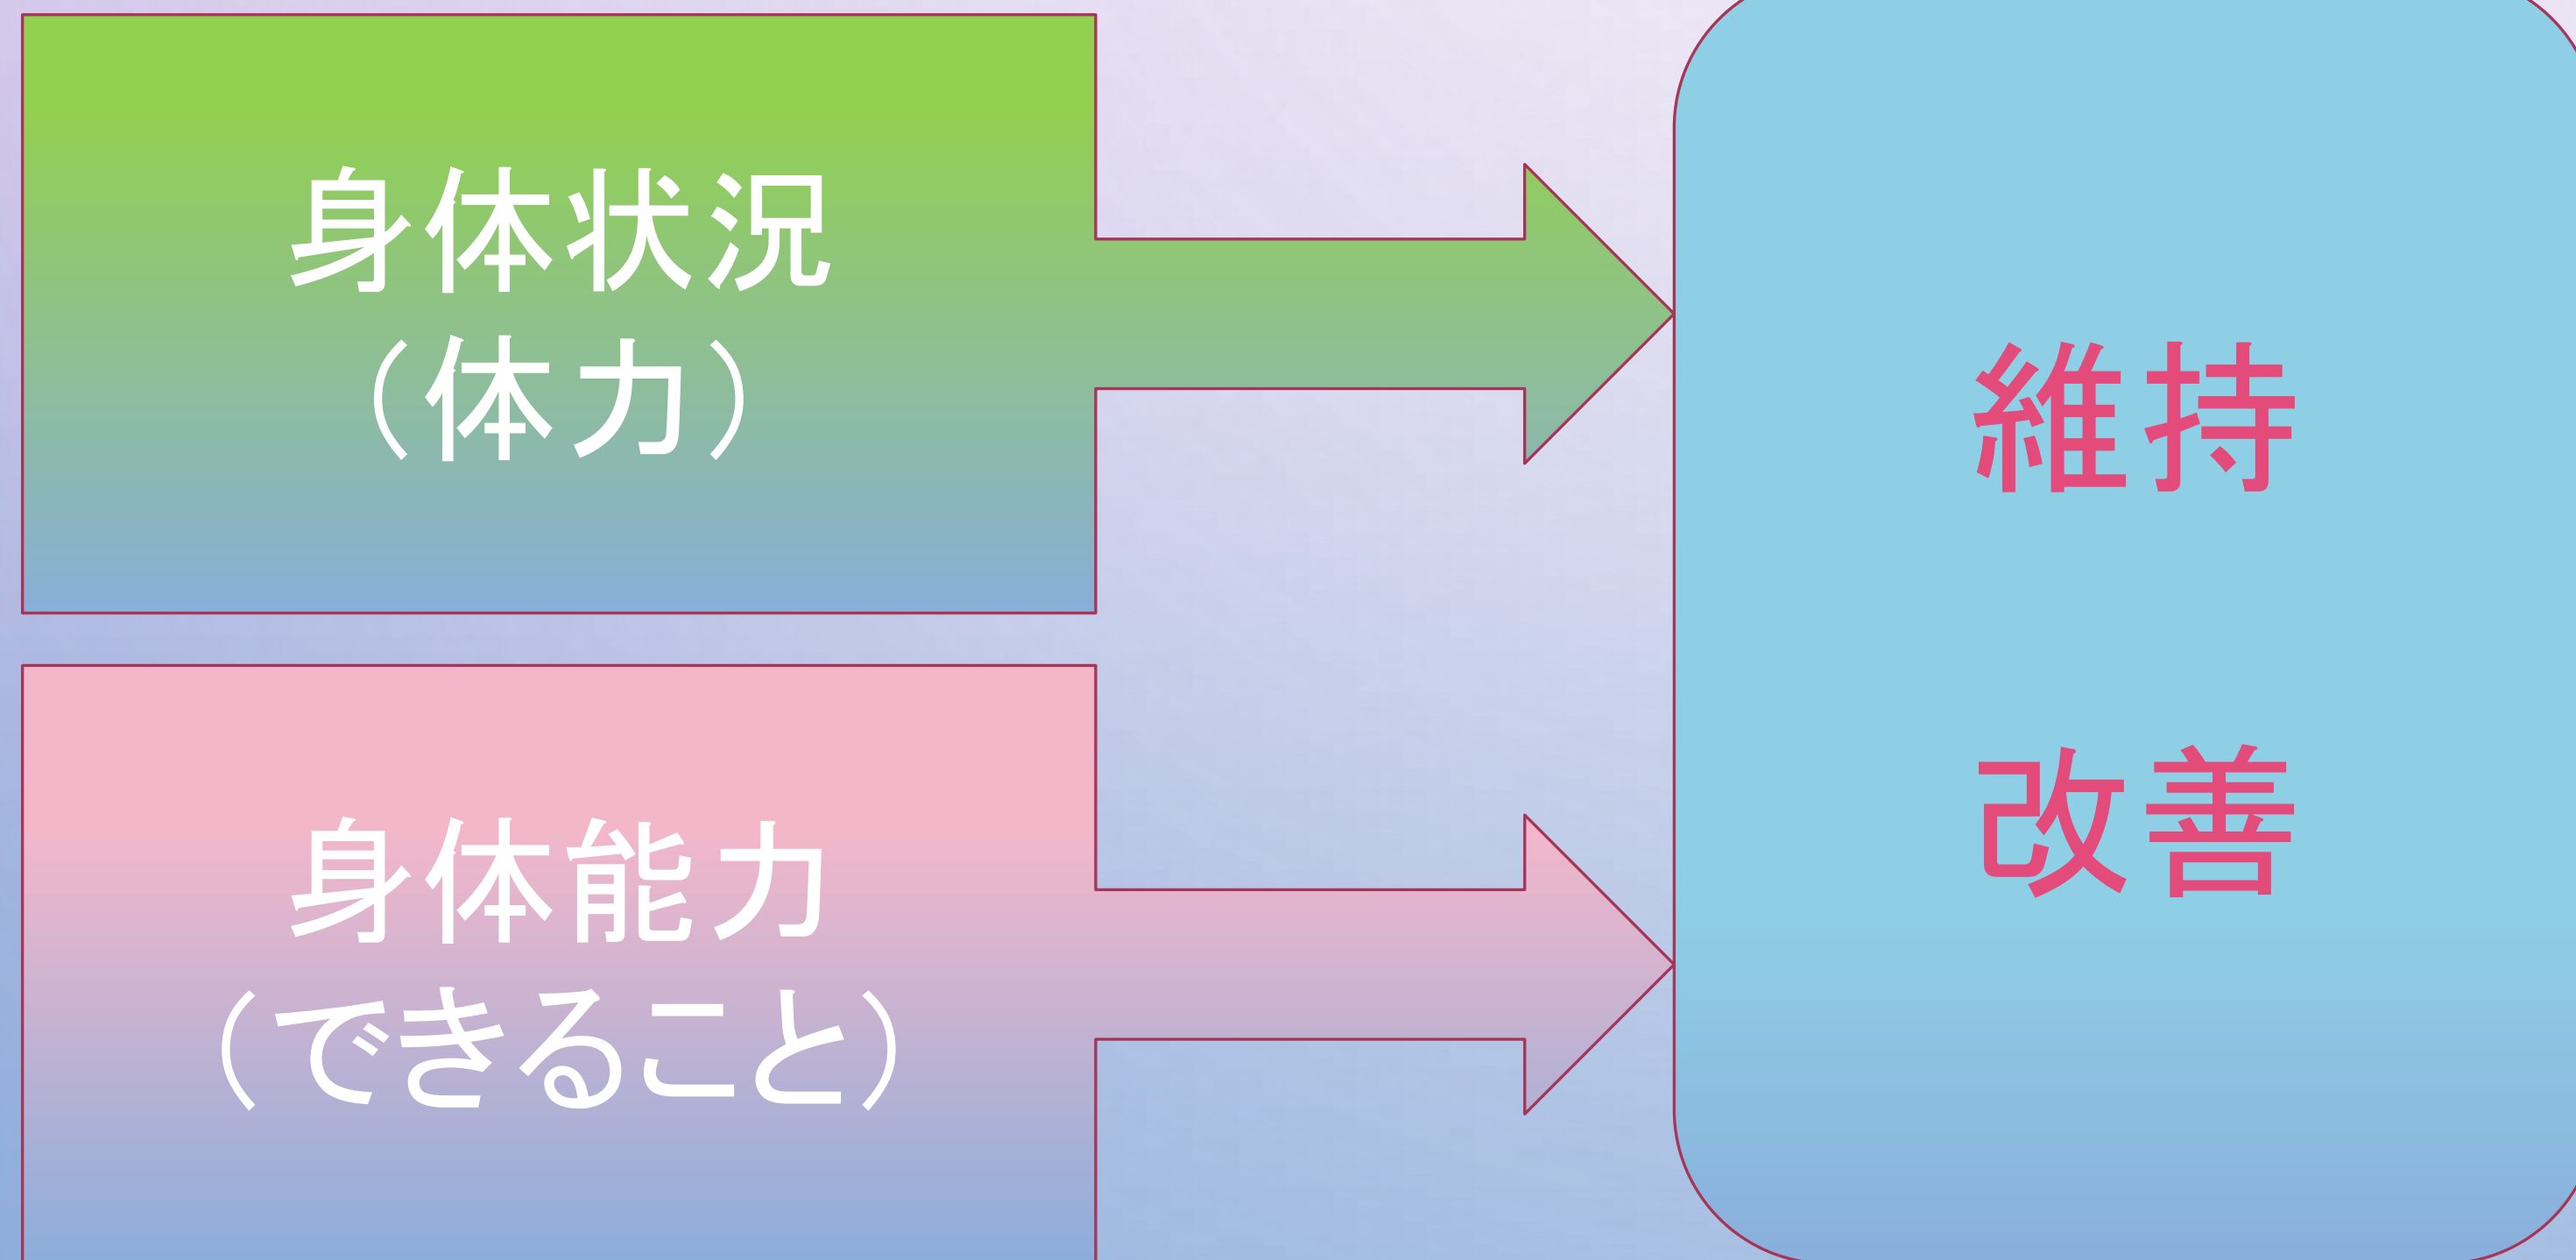 身体状況
（体力）
身体能力
（できること）
維持
改善